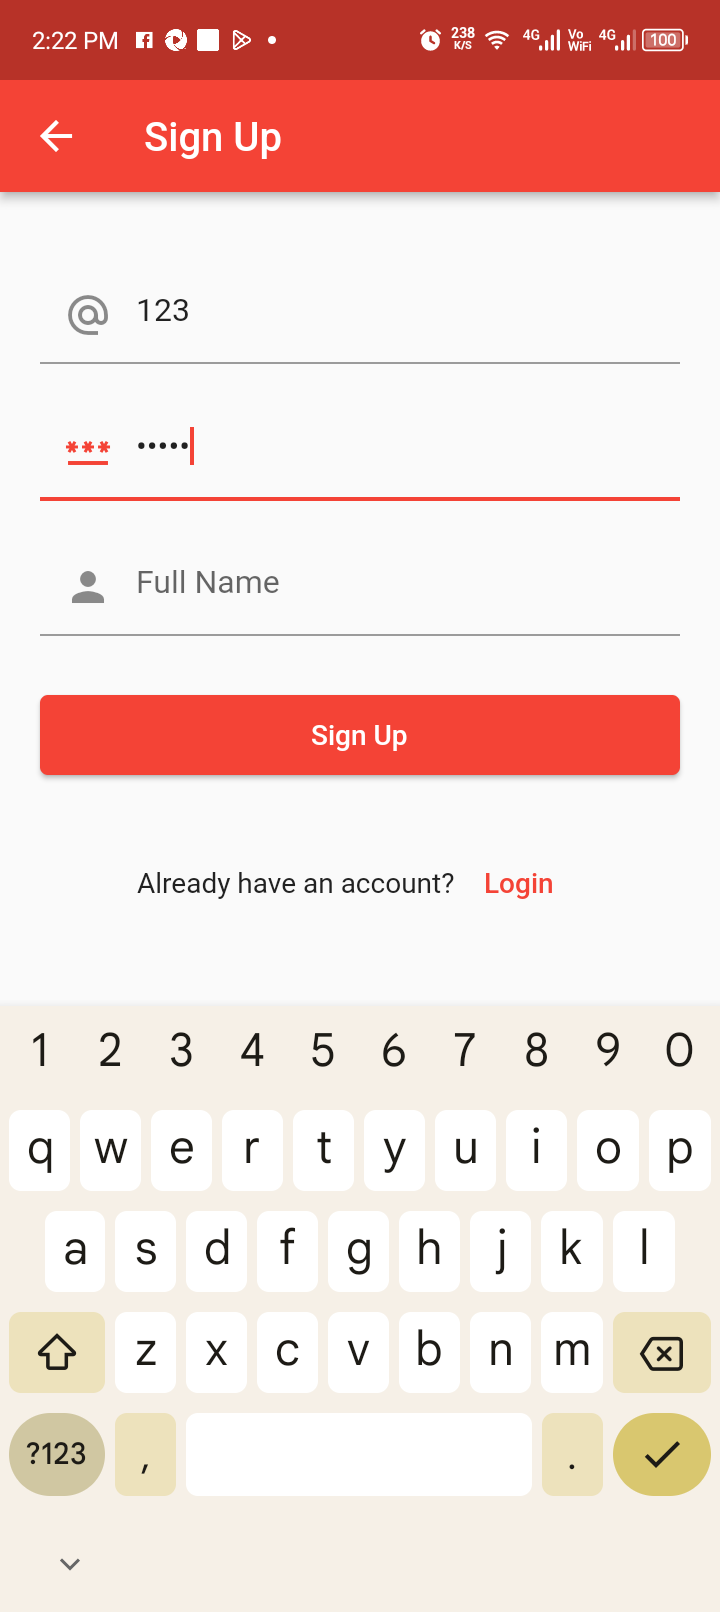 2:22 PM 238 K/S 4G Vo WiFi 4G 100
Sign Up
123
•••••
Full Name
Sign Up
Already have an account? Login
1 2 3 4 5 6 7 8 9 0
q w e r t y u i o p
a s d f g h j k l
z x c v b n m
?123 , .